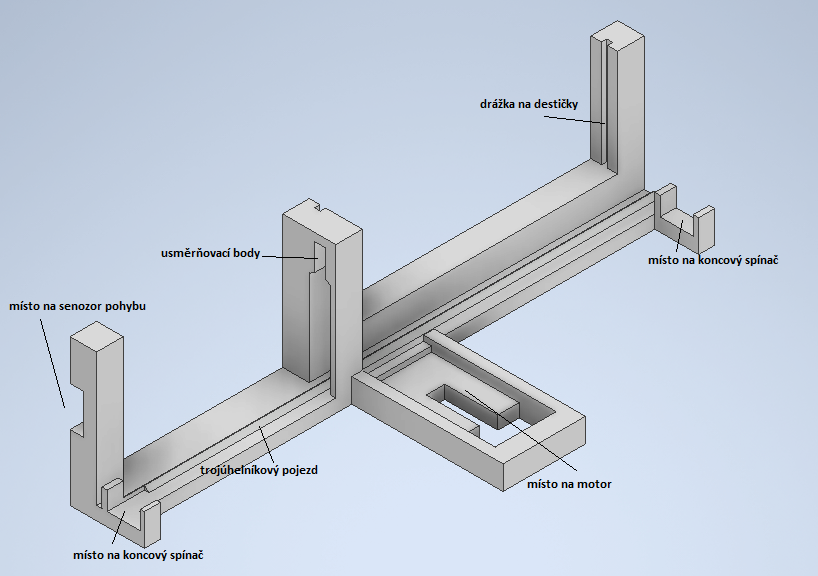 drážka na destičky
usměrňovací body
místo na koncový spínač
místo na senozor pohybu
trojúhelníkový pojezd
místo na motor
místo na koncový spínač